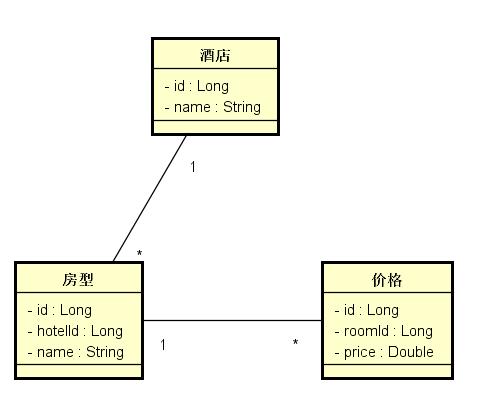 酒店
- id : Long
- name : String
1
*
房型
- id : Long
- hotelId : Long
- name : String
1
*
价格
- id : Long
- roomId : Long
- price : Double